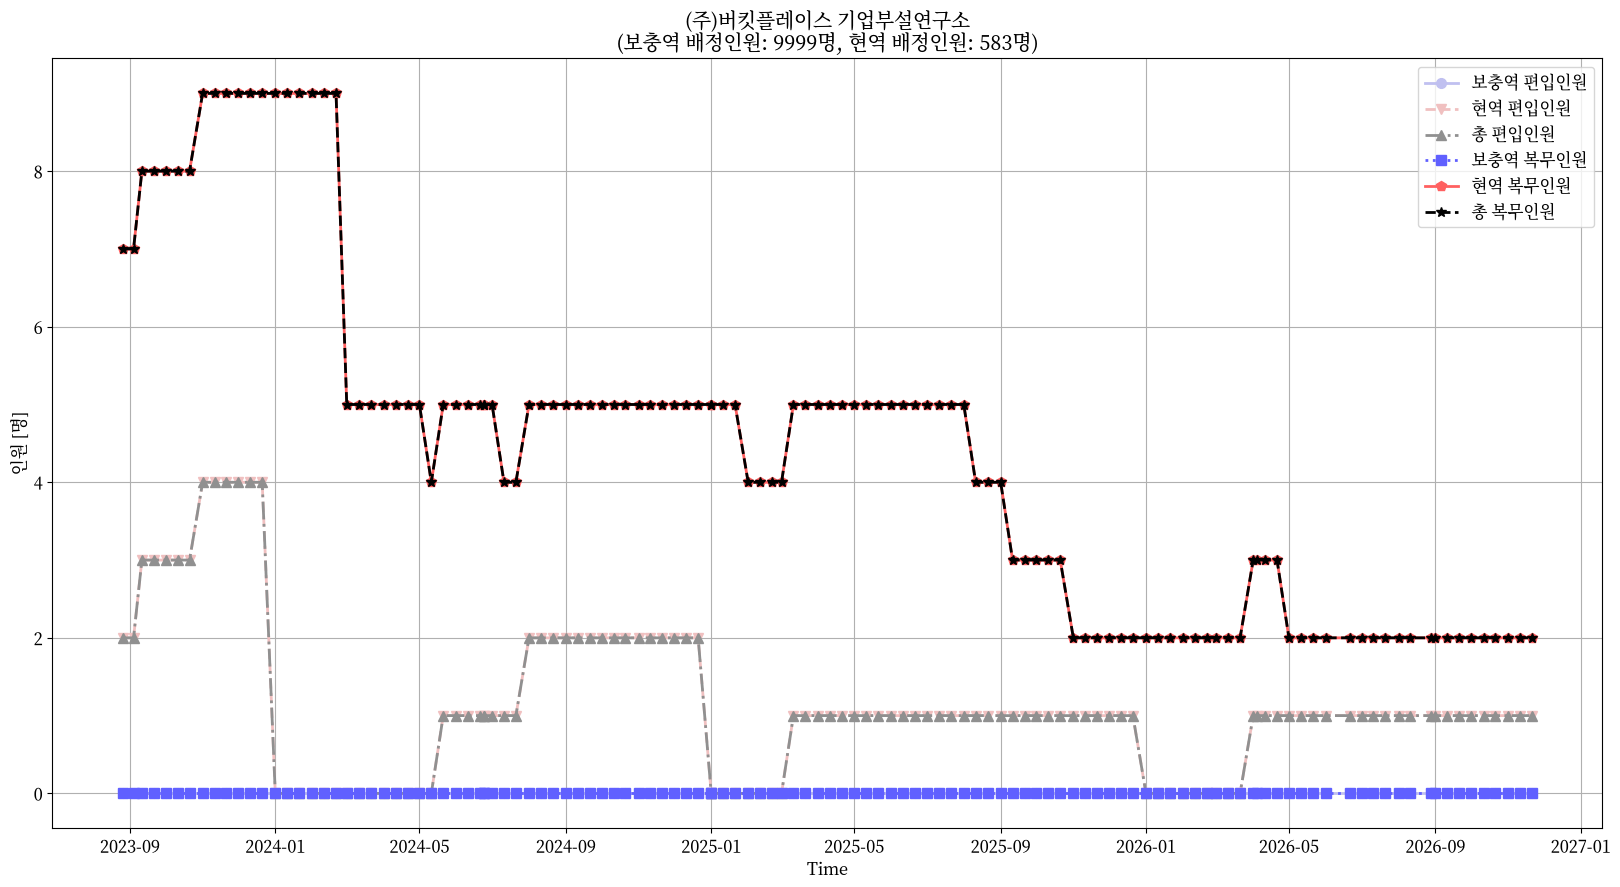 (주)버킷플레이스 기업부설연구소
(보충역 배정인원: 9999명, 현역 배정인원: 583명)
보충역 편입인원
현역 편입인원
총 편입인원
보충역 복무인원
현역 복무인원
총 복무인원
인원 [명]
8
6
4
2
0
2023-09
2024-01
2024-05
2024-09
2025-01
2025-05
2025-09
2026-01
2026-05
2026-09
2027-01
Time